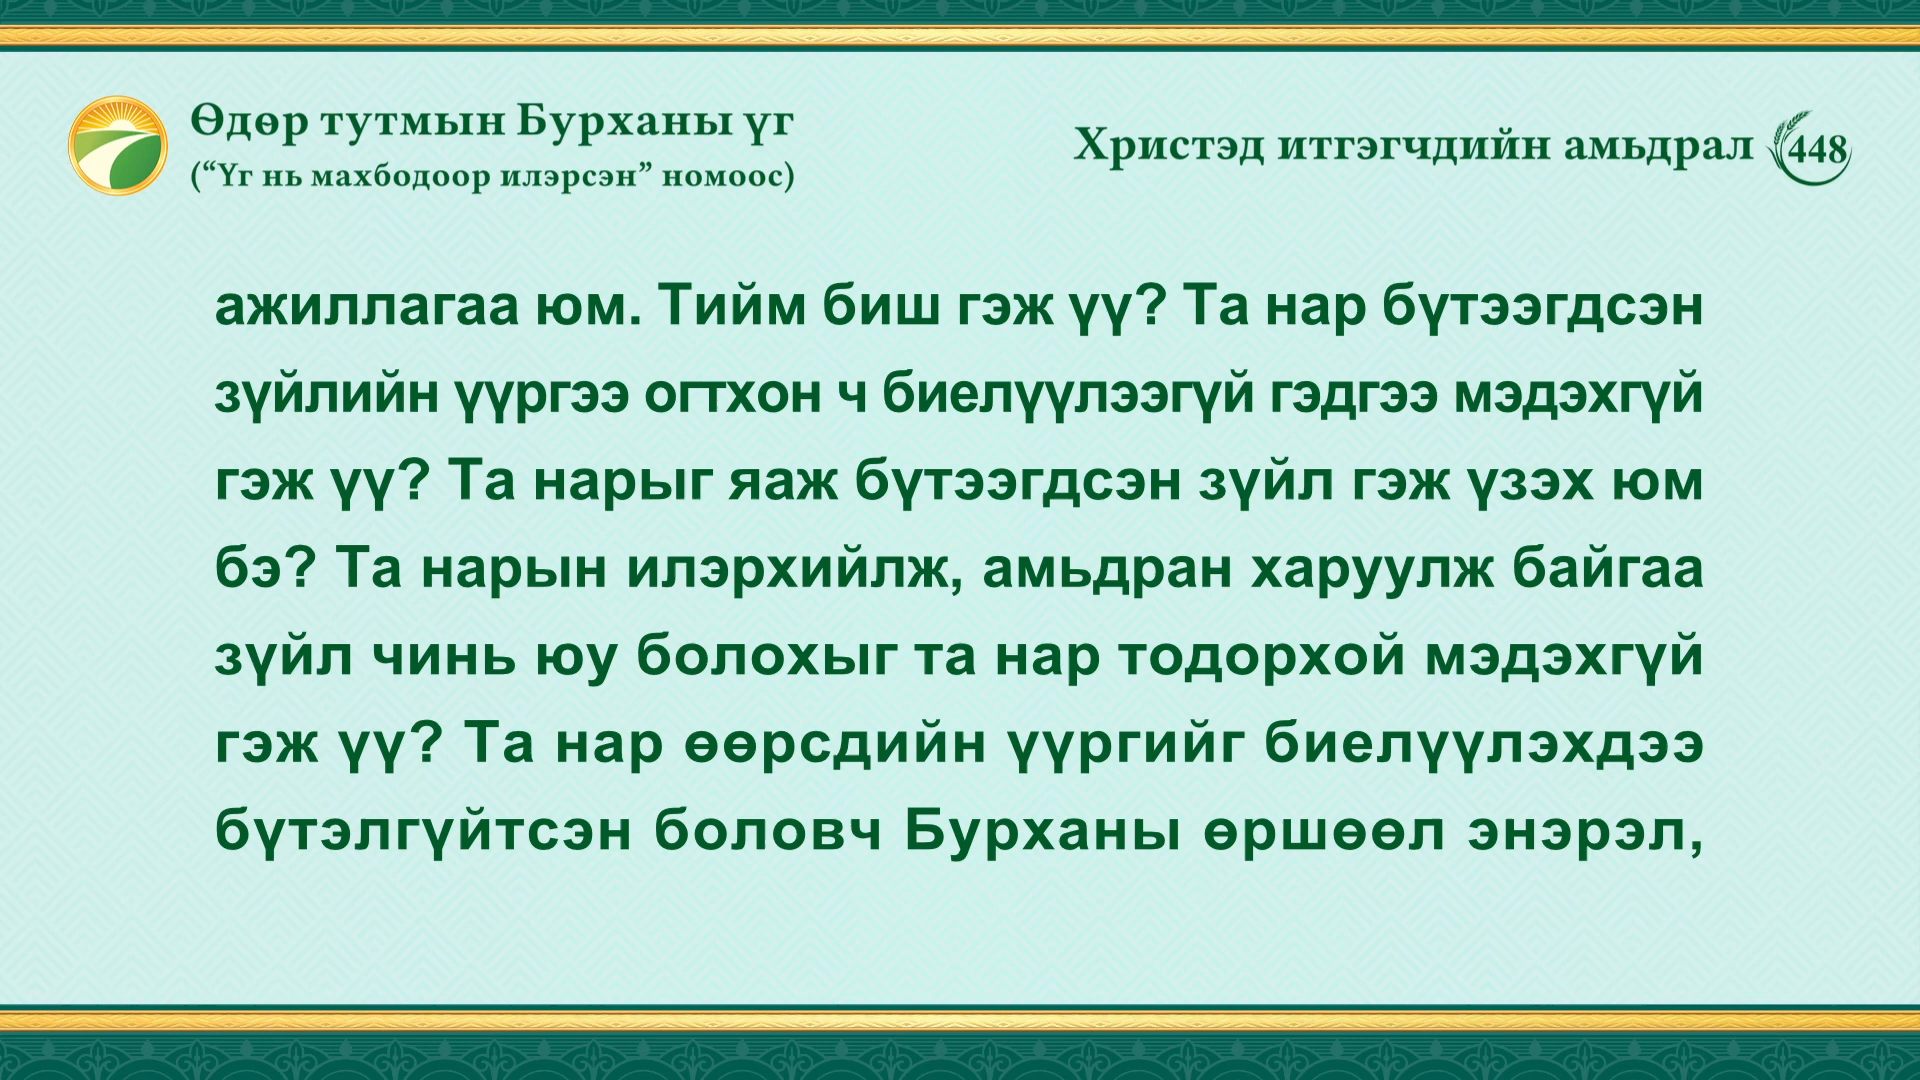 Өдөр тутмын Бурханы үг
(“Үг нь махбодоор илэрсэн” номоос)
Христэд итгэгчдийн амьдрал 448
ажиллагаа юм. Тийм биш гэж үү? Та нар бүтээгдсэн
зүйлийн үүргээ огтхон ч биелүүлээгүй гэдгээ мэдэхгүй
гэж үү? Та нарыг яаж бүтээгдсэн зүйл гэж үзэх юм
бэ? Та нарын илэрхийлж, амьдран харуулж байгаа
зүйл чинь юу болохыг та нар тодорхой мэдэхгүй
гэж үү? Та нар өөрсдийн үүргийг биелүүлэхдээ
бүтэлгүйтсэн боловч Бурханы өршөөл энэрэл,